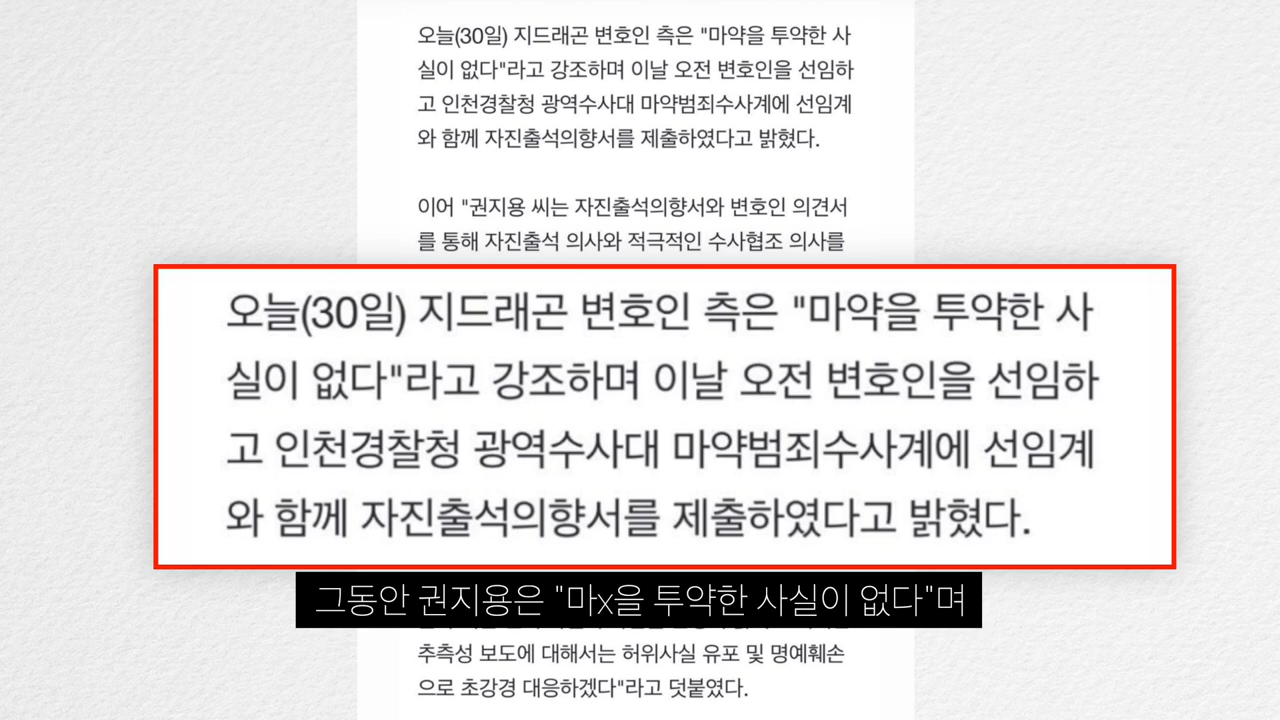 오늘(30일) 지드래곤 변호인 측은 "마약을 투약한 사
실이 없다"라고 강조하며 이날 오전 변호인을 선임하
고 인천경찰청 광역수사대 마약범죄수사계에 선임계
와 함께 자진출석의향서를 제출하였다고 밝혔다.
이어 "권지용 씨는 자진출석의향서와 변호인 의견서
를 통해 자진출석 의사와 적극적인 수사협조 의사를
오늘(30일) 지드래곤 변호인 측은 "마약을 투약한 사
실이 없다"라고 강조하며 이날 오전 변호인을 선임하
고 인천경찰청 광역수사대 마약범죄수사계에 선임계
와 함께 자진출석의향서를 제출하였다고 밝혔다.
그동안 권지용은 "마x을 투약한 사실이 없다"며
추측성 보도에 대해서는 허위사실 유포 및 명예훼손
으로 초강경 대응하겠다"라고 덧붙였다.